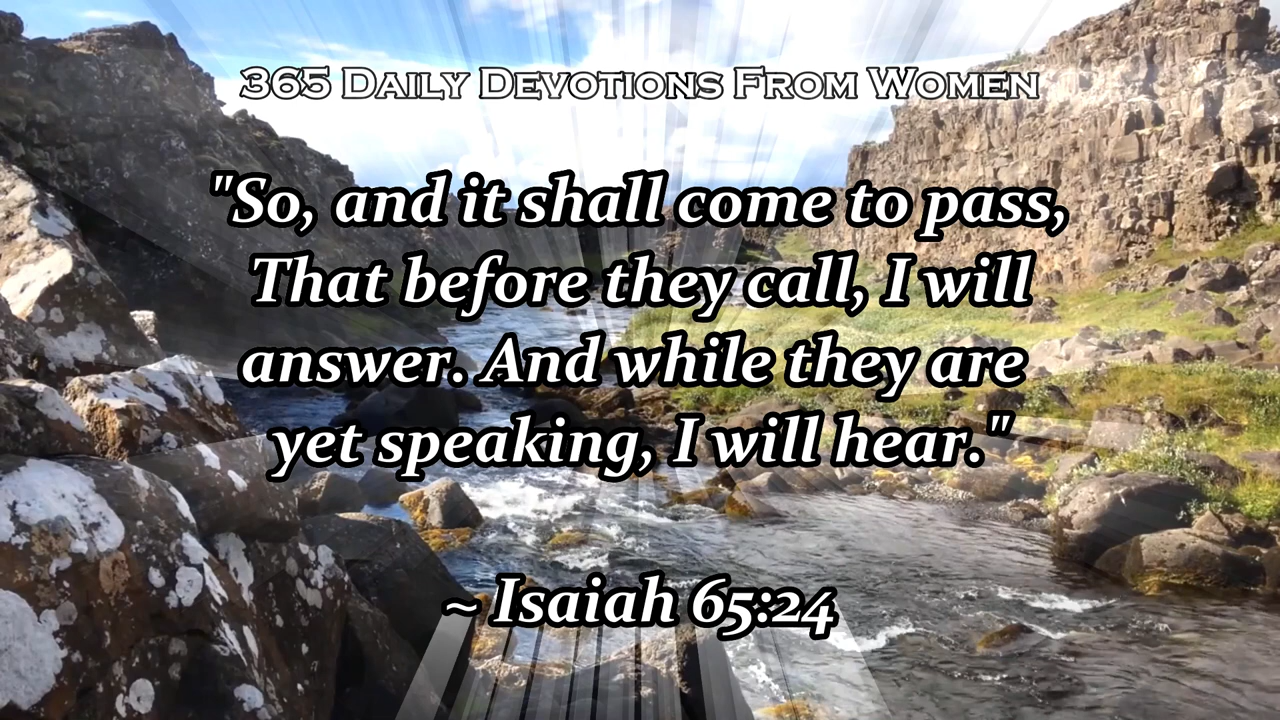 365 Daily Devotions From Women
"So, and it shall come to pass,
That before they call, I will
answer. And while they are
yet speaking, I will hear."
~ Isaiah 65:24